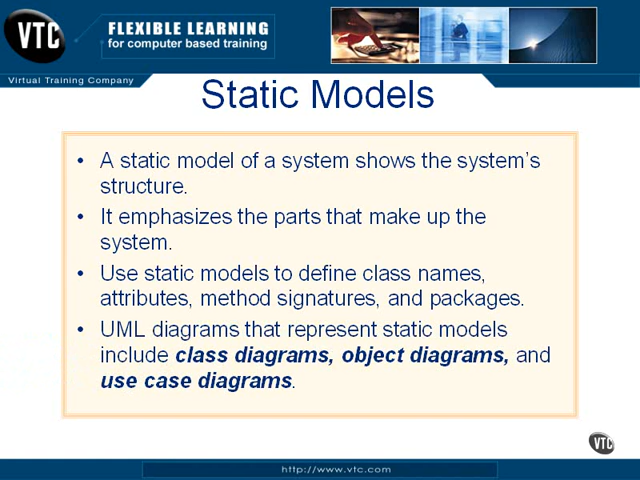 VTC
FLEXIBLE LEARNING
for computer based training
Virtual Training Company
Static Models
• A static model of a system shows the system's
structure.
• It emphasizes the parts that make up the
system.
• Use static models to define class names,
attributes, method signatures, and packages.
• UML diagrams that represent static models
include class diagrams, object diagrams, and
use case diagrams.
VTC
http://www.vtc.com